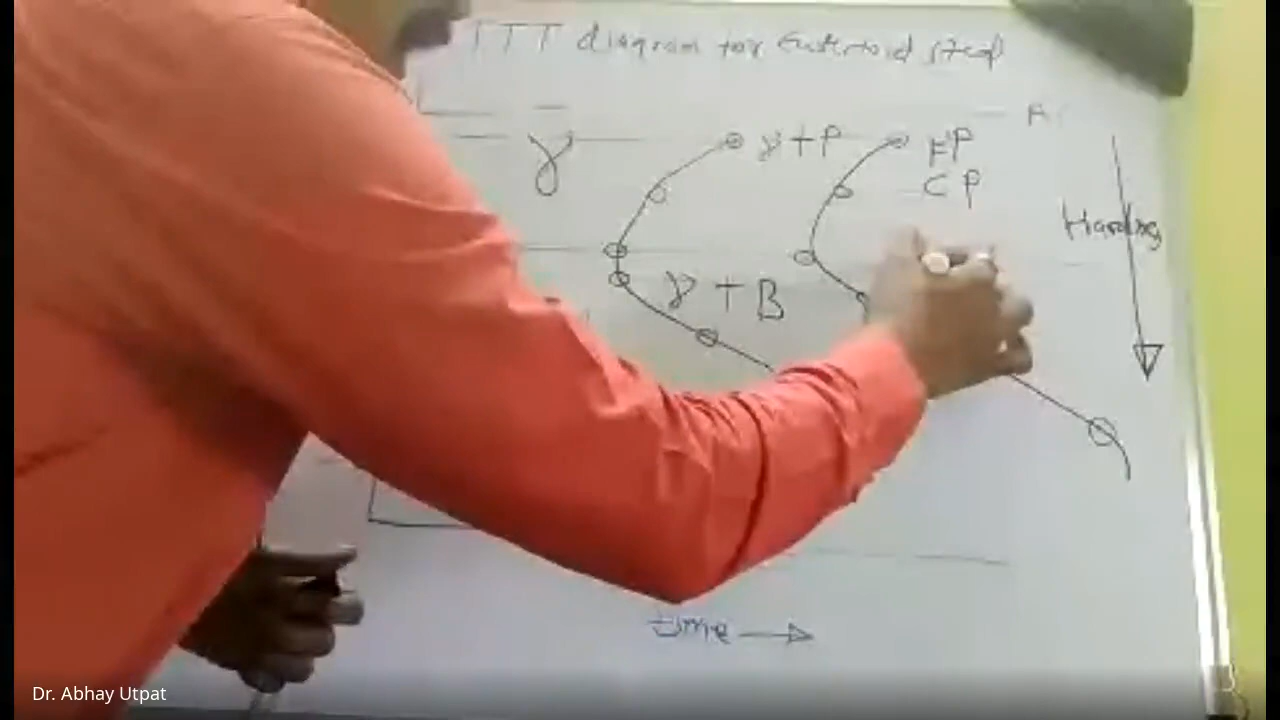 TTT diagram for Eutectoid steel
γ
γ+P
FP
CP
Hardness
γ + B
time
Dr. Abhay Utpat